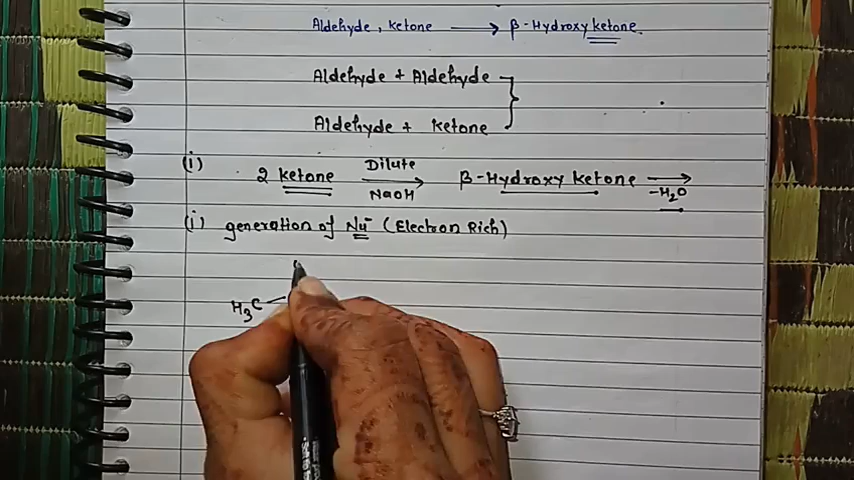 Aldehyde, ketone ⟶ β-Hydroxy ketone.
Aldehyde + Aldehyde
Aldehyde + ketone
(i) 2 ketone Dilute NaOH ⟶ β-Hydroxy ketone -H2O ⟶
(i) generation of Nu⁻ (Electron Rich)
H3C